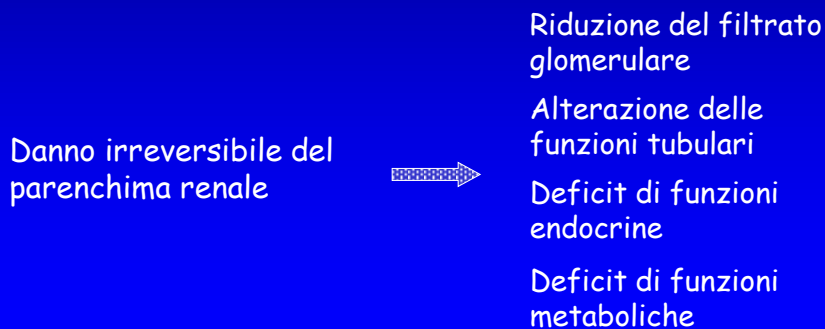 Danno irreversibile del
parenchima renale
Riduzione del filtrato
glomerulare
Alterazione delle
funzioni tubulari
Deficit di funzioni
endocrine
Deficit di funzioni
metaboliche